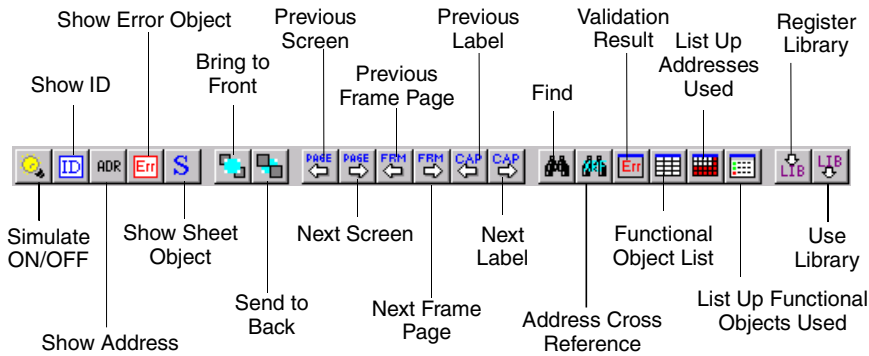 Show Error Object
Previous
Screen
Previous
Label
Validation
Result
Register
Library
Show ID
Bring to
Front
Previous
Frame Page
Find
List Up
Addresses
Used
ID
ADR
Err
S
PAGE
PAGE
FRM
FRM
CAP
CAP
Err
LIB
LIB
Simulate
ON/OFF
Show Sheet
Object
Next Screen
Next
Label
Functional
Object List
Use
Library
Show Address
Send to
Back
Next Frame
Page
Address Cross
Reference
List Up Functional
Objects Used